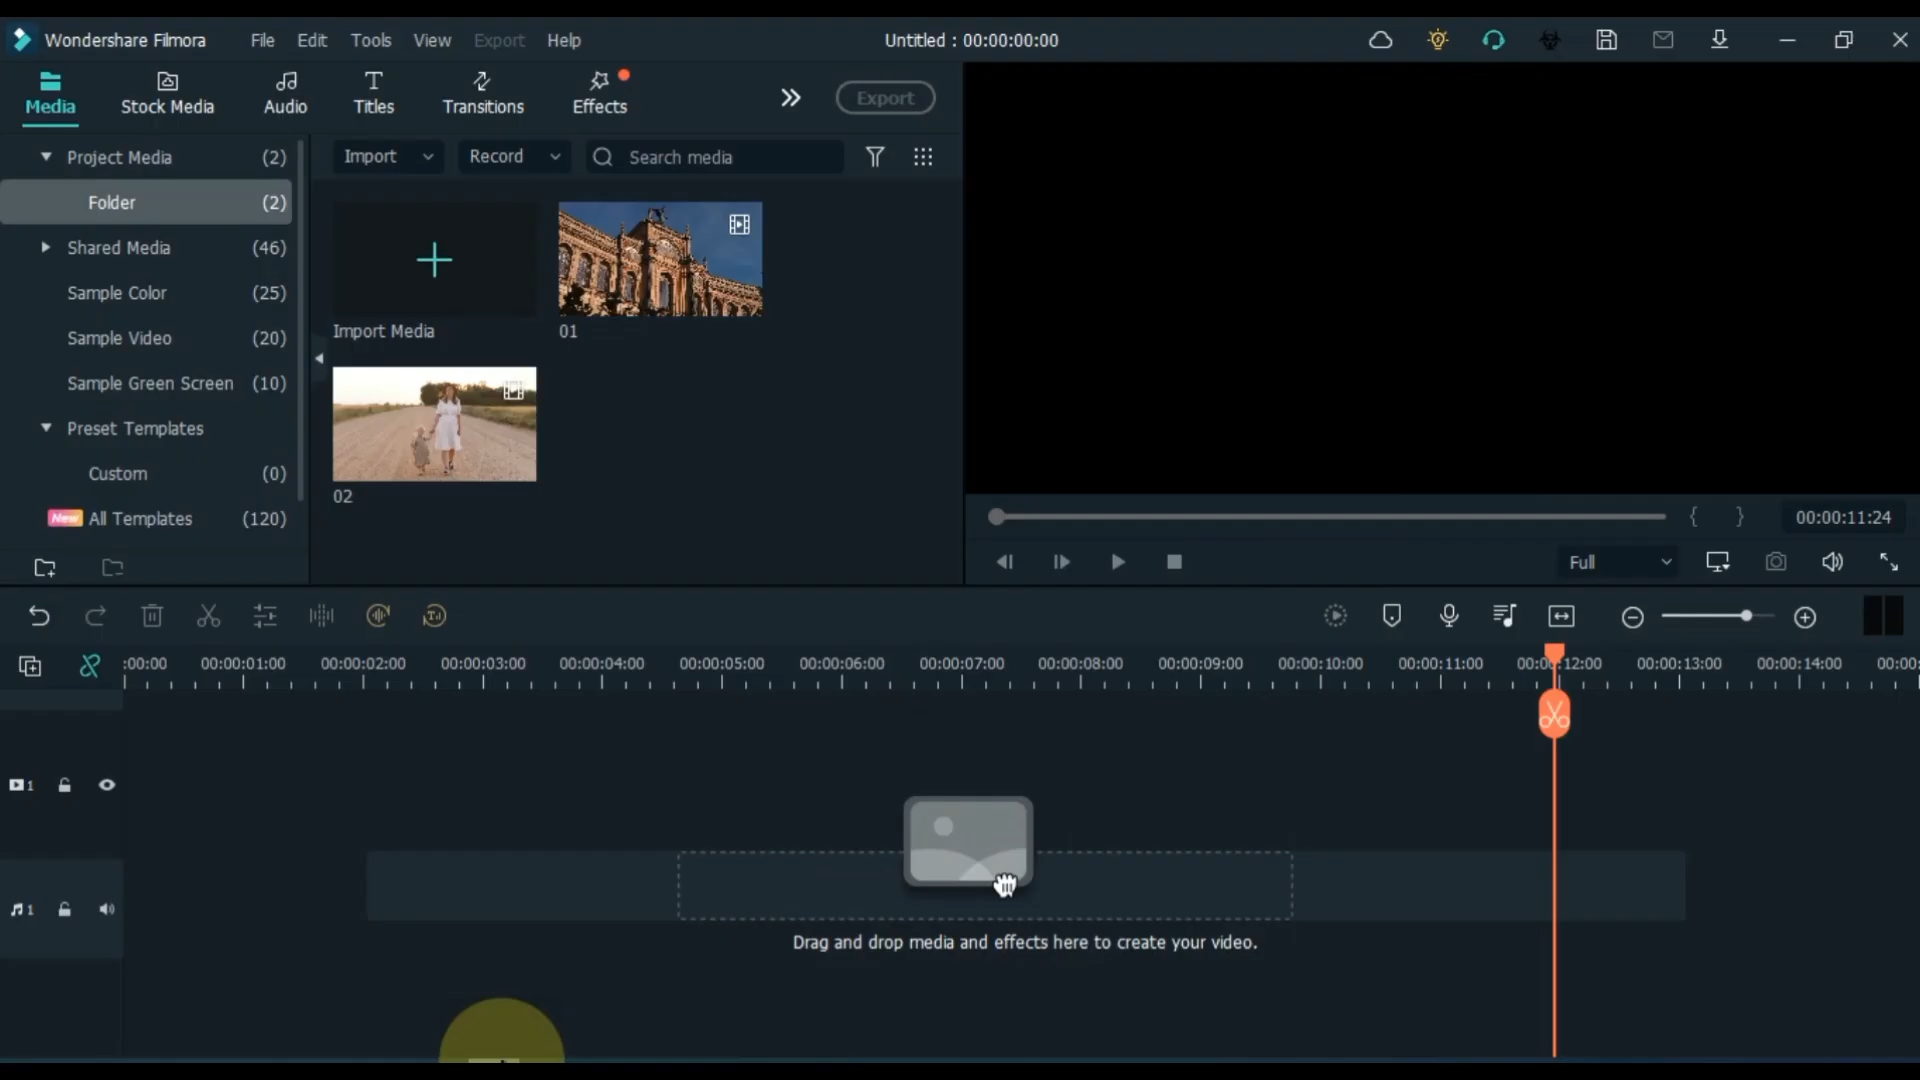 Wondershare Filmora File Edit Tools View Export Help Untitled : 00:00:00:00
Media Stock Media Audio Titles Transitions Effects Export
Project Media (2)
Import Record Search media
Folder (2)
Shared Media (46)
Sample Color (25)
Sample Video (20)
Sample Green Screen (10)
Preset Templates
Custom (0)
New All Templates (120)
Import Media
01
02
{ } 00:00:11:24
Full
:00:00 00:00:01:00 00:00:02:00 00:00:03:00 00:00:04:00 00:00:05:00 00:00:06:00 00:00:07:00 00:00:08:00 00:00:09:00 00:00:10:00 00:00:11:00 00:00:12:00 00:00:13:00 00:00:14:00 00:00:
1
1
Drag and drop media and effects here to create your video.